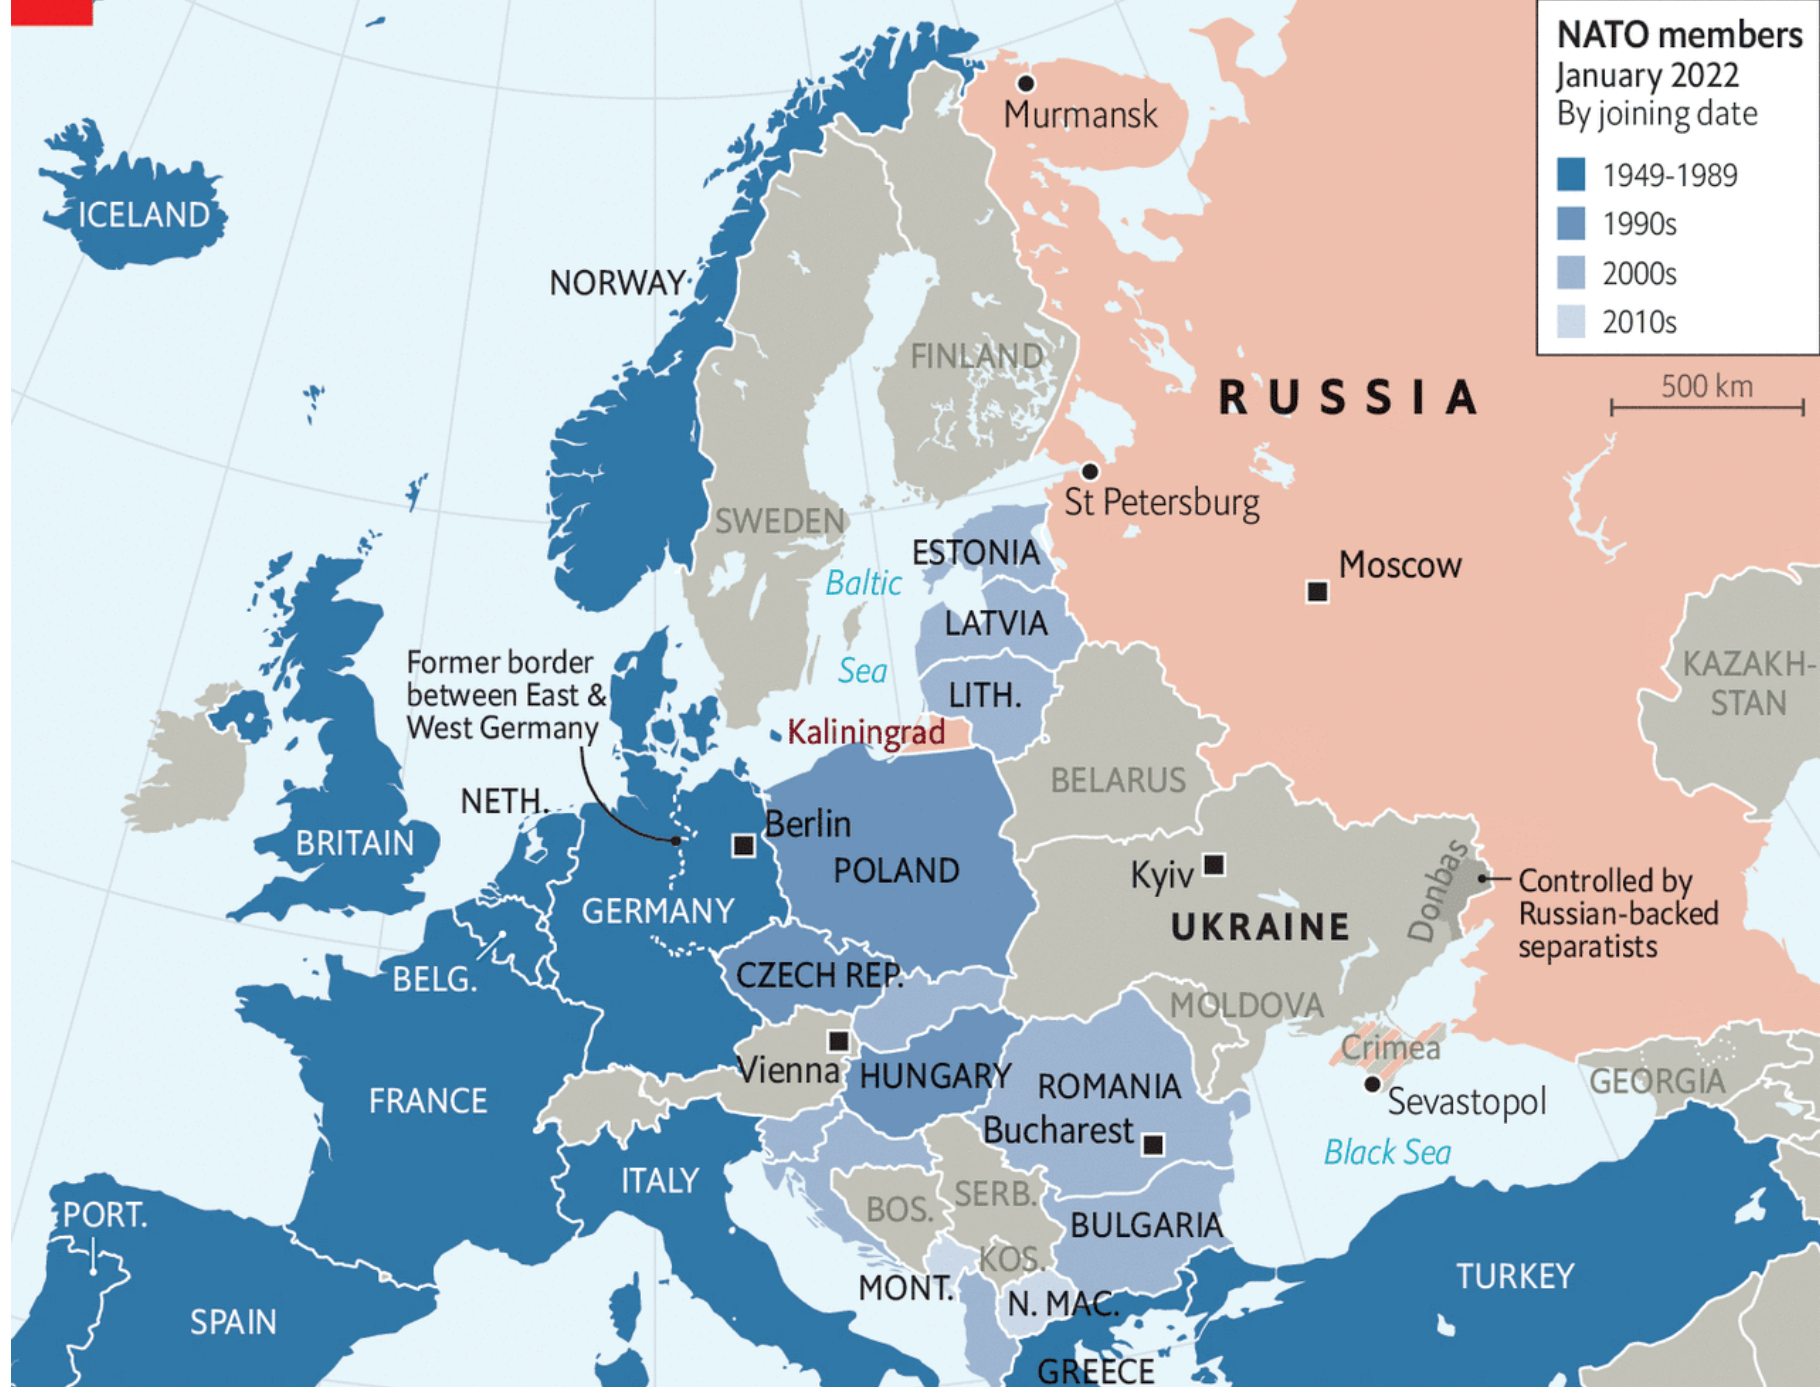 NATO members
January 2022
By joining date
1949-1989
1990s
2000s
2010s
500 km
Murmansk
ICELAND
NORWAY
FINLAND
RUSSIA
St Petersburg
SWEDEN
ESTONIA
Moscow
Baltic
Sea
LATVIA
Former border
between East &
West Germany
LITH.
KAZAKH-
STAN
Kaliningrad
BELARUS
NETH.
BRITAIN
Berlin
POLAND
Kyiv
Donbas
Controlled by
Russian-backed
separatists
GERMANY
UKRAINE
BELG.
CZECH REP.
MOLDOVA
Crimea
Vienna
HUNGARY
ROMANIA
GEORGIA
FRANCE
Sevastopol
Bucharest
Black Sea
ITALY
BOS.
SERB.
PORT.
BULGARIA
KOS.
MONT.
N. MAC.
TURKEY
SPAIN
GREECE